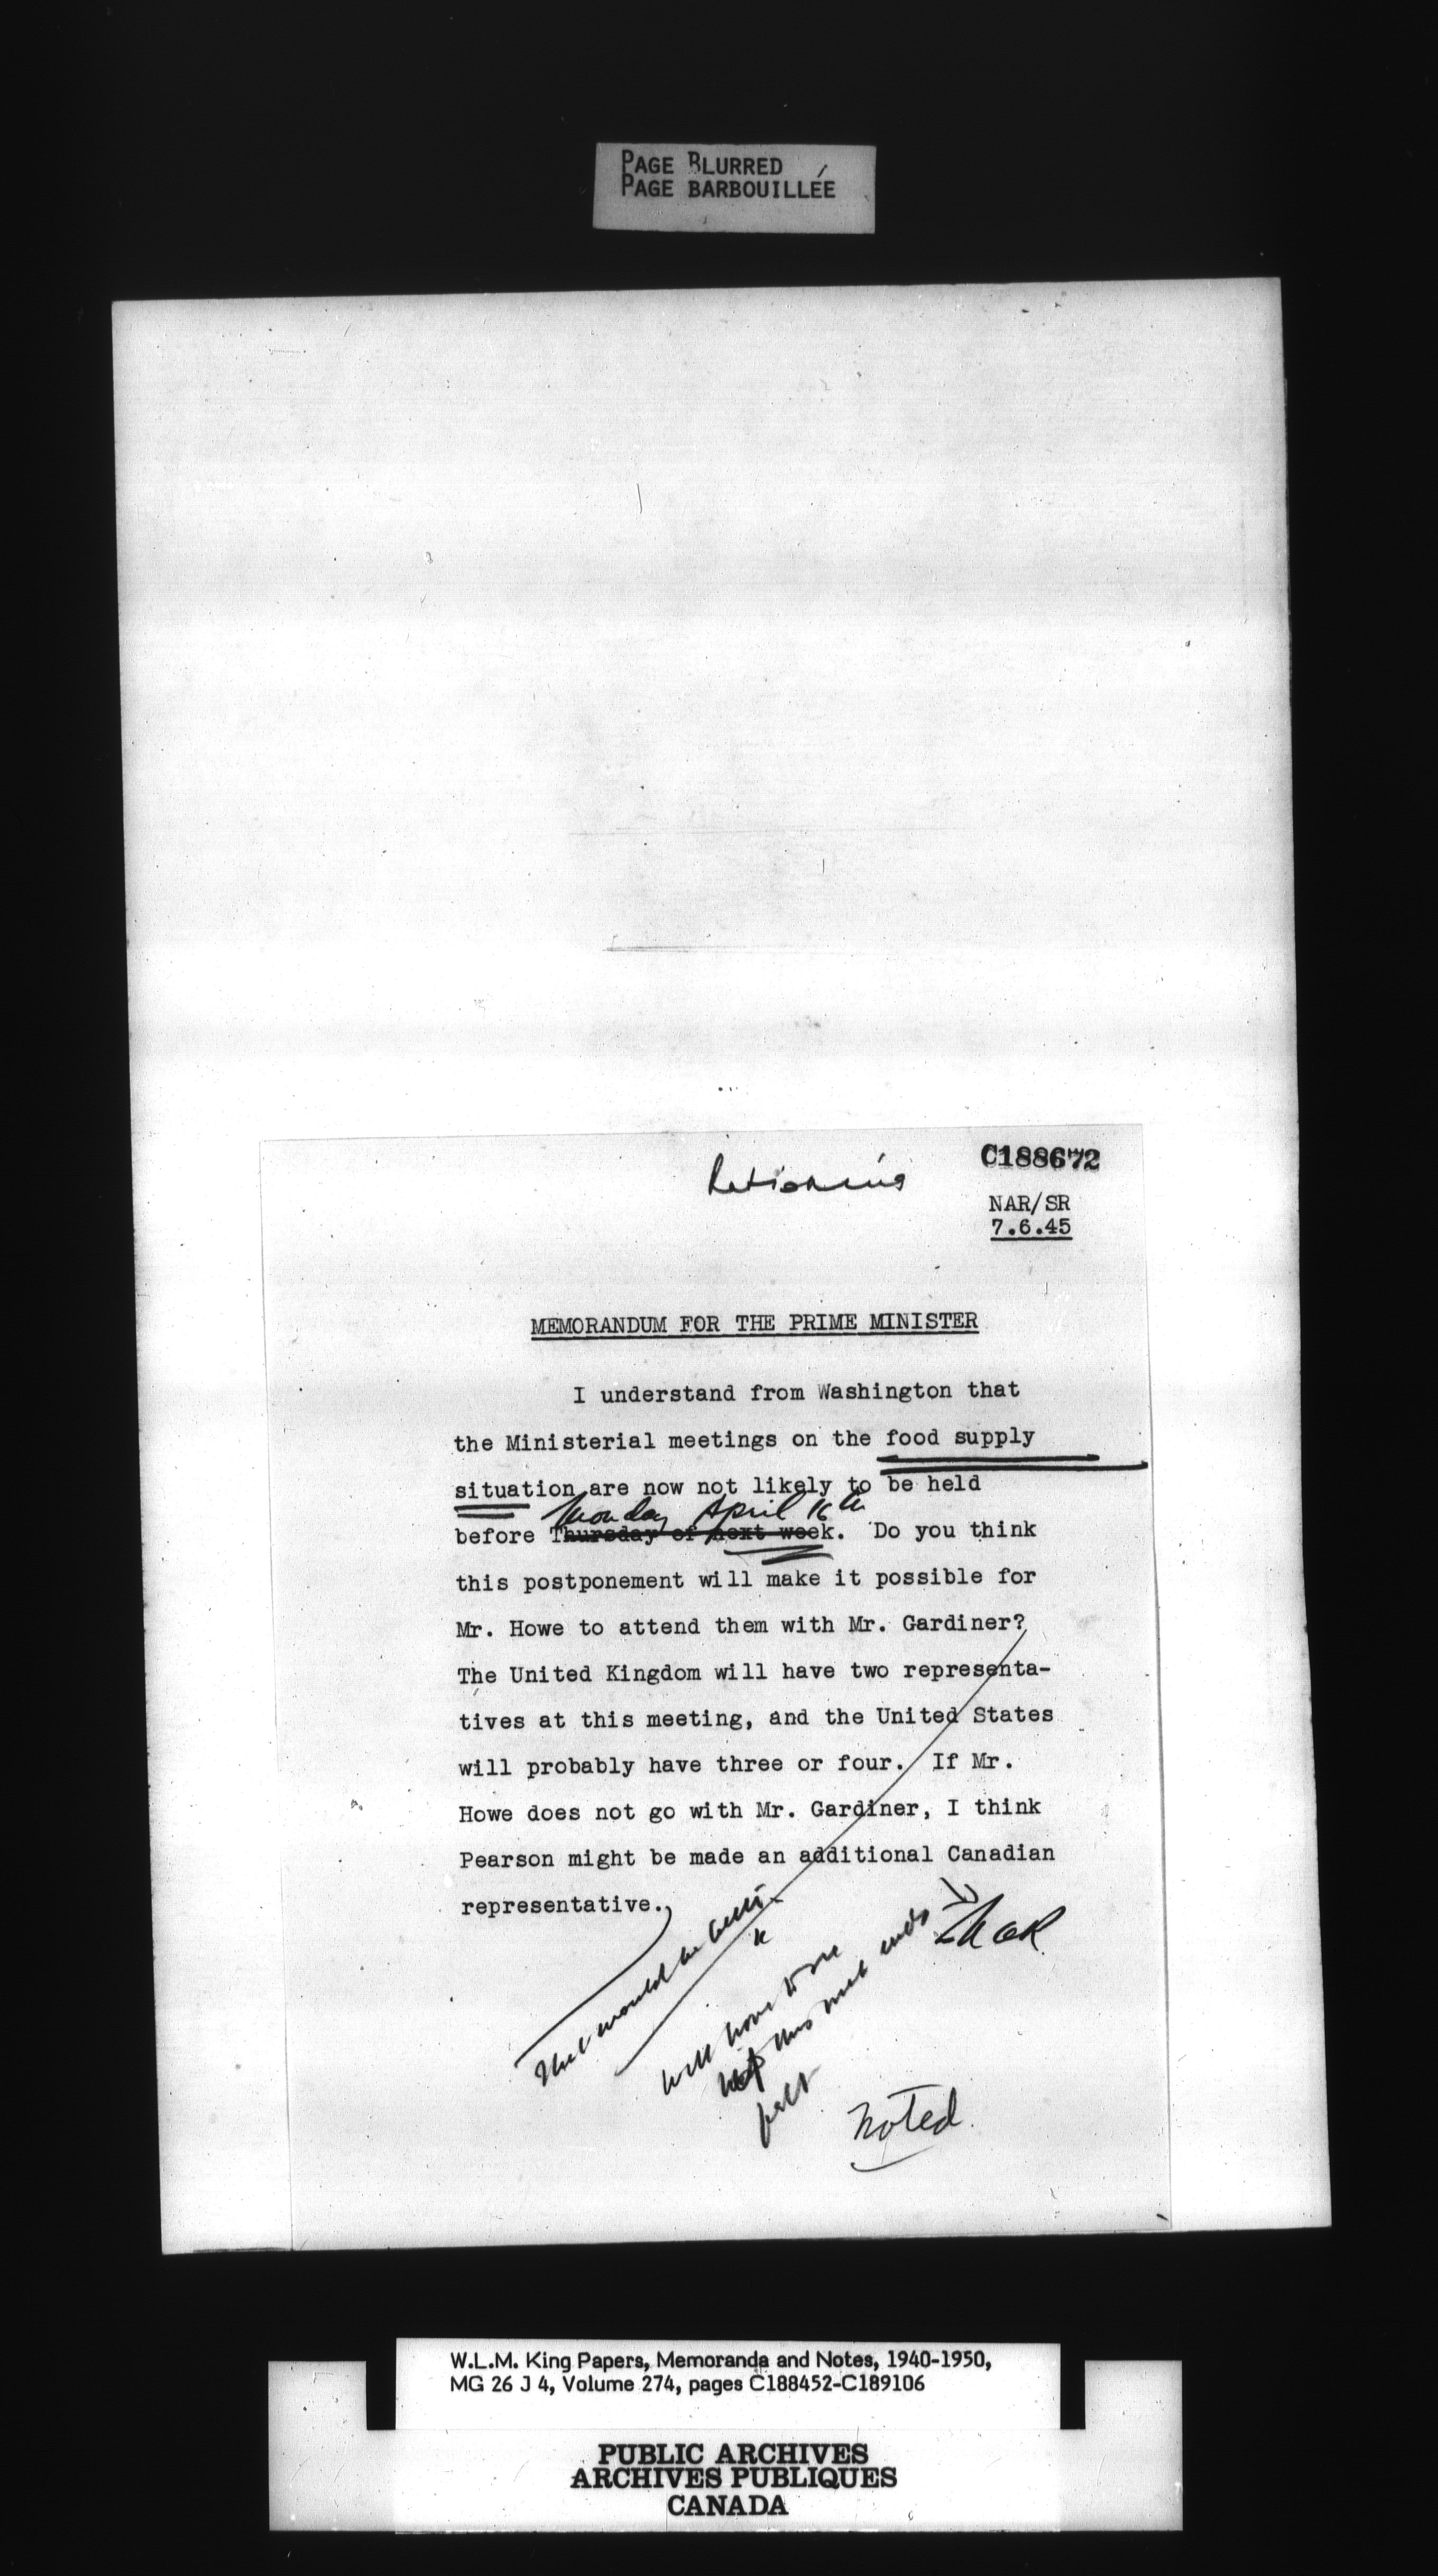 PAGE BLURRED
PAGE BARBOUILLÉE
C188672
NAR/SR
7.6.45
MEMORANDUM FOR THE PRIME MINISTER
I understand from Washington that
the Ministerial meetings on the food supply
situation are now not likely to be held
Monday April 16th
before Thursday of next week. Do you think
this postponement will make it possible for
Mr. Howe to attend them with Mr. Gardiner?
The United Kingdom will have two representa-
tives at this meeting, and the United States
will probably have three or four. If Mr.
Howe does not go with Mr. Gardiner, I think
Pearson might be made an additional Canadian
representative.
would be
will have to
this
Noted
W.L.M. King Papers, Memoranda and Notes, 1940-1950,
MG 26 J 4, Volume 274, pages C188452-C189106
PUBLIC ARCHIVES
ARCHIVES PUBLIQUES
CANADA